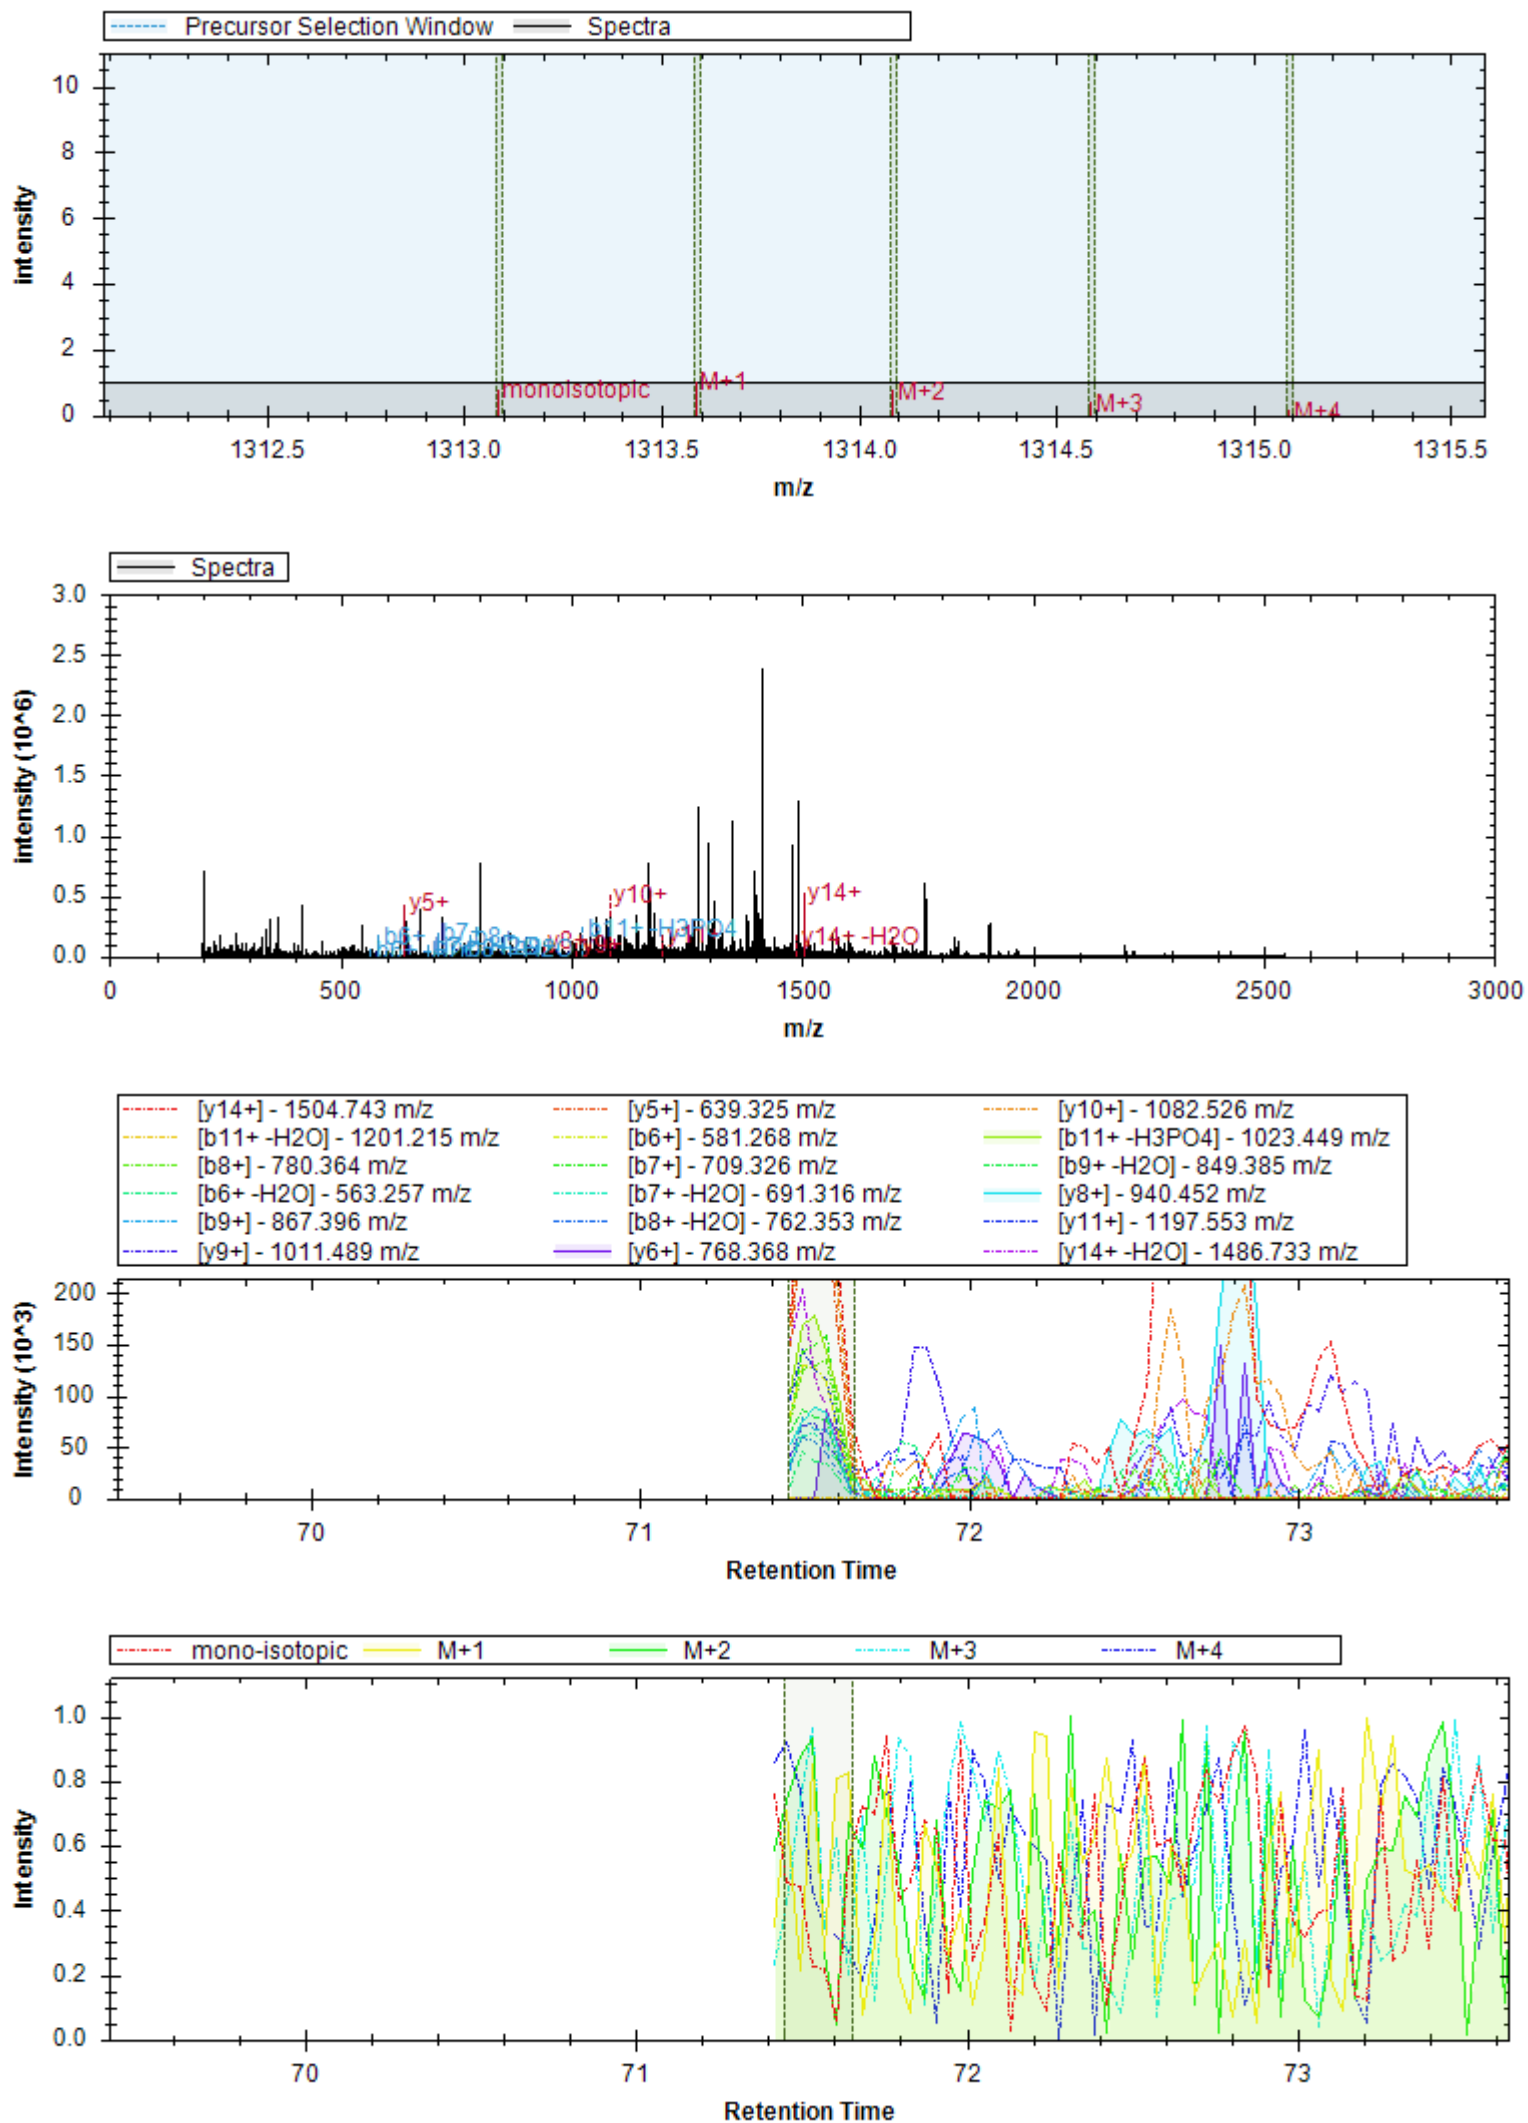 Precursor Selection Window Spectra
10
8
6
4
2
0
intensity
monoisotopic M+1 M+2 M+3 M+4
1312.5 1313.0 1313.5 1314.0 1314.5 1315.0 1315.5
m/z
Spectra
3.0
2.5
2.0
1.5
1.0
0.5
0.0
intensity (10^6)
y5+ y10+ y14+
b11+ -H3PO4
y14+ -H2O
0 500 1000 1500 2000 2500 3000
m/z
[y14+] - 1504.743 m/z [y5+] - 639.325 m/z [y10+] - 1082.526 m/z
[b11+ -H2O] - 1201.215 m/z [b6+] - 581.268 m/z [b11+ -H3PO4] - 1023.449 m/z
[b8+] - 780.364 m/z [b7+] - 709.326 m/z [b9+ -H2O] - 849.385 m/z
[b6+ -H2O] - 563.257 m/z [b7+ -H2O] - 691.316 m/z [y8+] - 940.452 m/z
[b9+] - 867.396 m/z [b8+ -H2O] - 762.353 m/z [y11+] - 1197.553 m/z
[y9+] - 1011.489 m/z [y6+] - 768.368 m/z [y14+ -H2O] - 1486.733 m/z
200
150
100
50
0
Intensity (10^3)
70 71 72 73
Retention Time
mono-isotopic M+1 M+2 M+3 M+4
1.0
0.8
0.6
0.4
0.2
0.0
Intensity
70 71 72 73
Retention Time